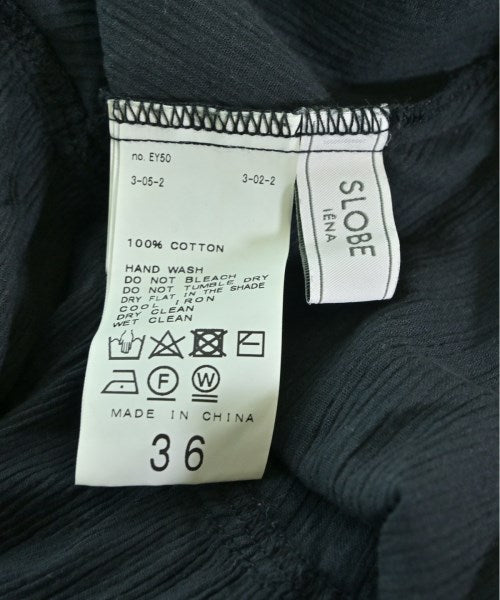 no. EY50
3-05-2 3-02-2
100% COTTON
HAND WASH
DO NOT BLEACH
DO NOT TUMBLE DRY
DRY FLAT IN THE SHADE
COOL IRON
DRY CLEAN
WET CLEAN
F W
MADE IN CHINA
36
SLOBE
IÉNA